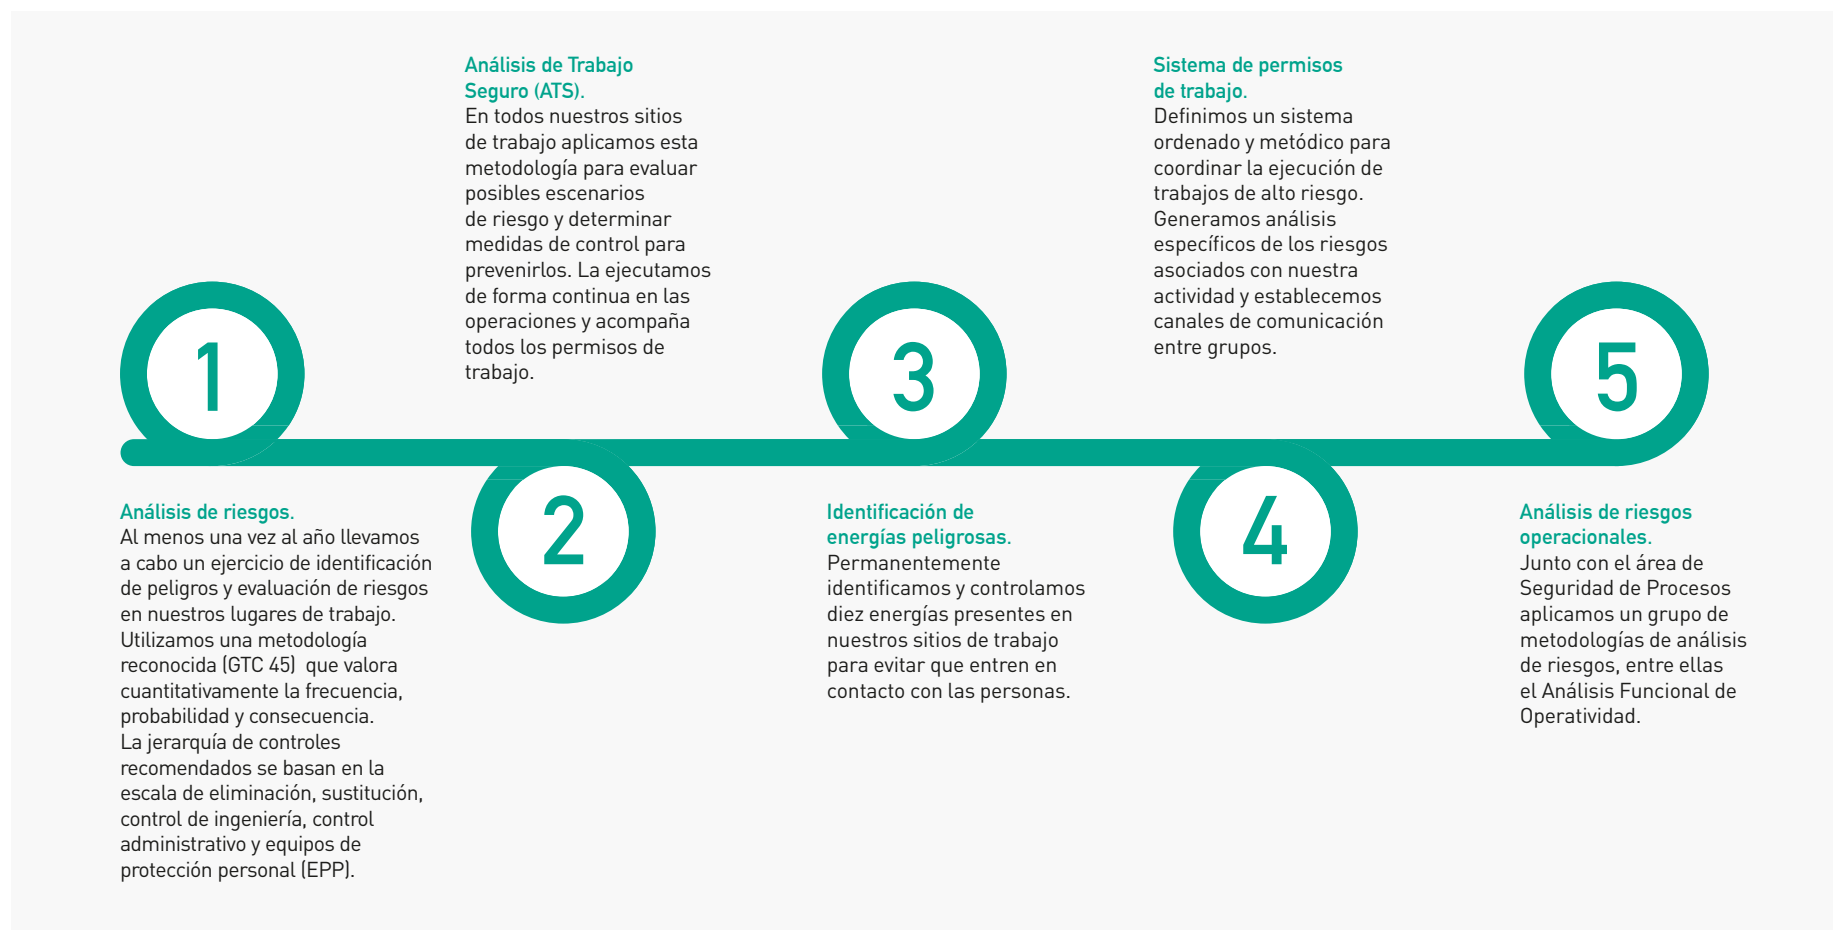 1
Análisis de riesgos.
Al menos una vez al año llevamos
a cabo un ejercicio de identificación
de peligros y evaluación de riesgos
en nuestros lugares de trabajo.
Utilizamos una metodología
reconocida (GTC 45)  que valora
cuantitativamente la frecuencia,
probabilidad y consecuencia.
La jerarquía de controles
recomendados se basan en la
escala de eliminación, sustitución,
control de ingeniería, control
administrativo y equipos de
protección personal (EPP).
2
Análisis de Trabajo
Seguro (ATS).
En todos nuestros sitios
de trabajo aplicamos esta
metodología para evaluar
posibles escenarios
de riesgo y determinar
medidas de control para
prevenirlos. La ejecutamos
de forma continua en las
operaciones y acompaña
todos los permisos de
trabajo.
3
Identificación de
energías peligrosas.
Permanentemente
identificamos y controlamos
diez energías presentes en
nuestros sitios de trabajo
para evitar que entren en
contacto con las personas.
4
Sistema de permisos
de trabajo.
Definimos un sistema
ordenado y metódico para
coordinar la ejecución de
trabajos de alto riesgo.
Generamos análisis
específicos de los riesgos
asociados con nuestra
actividad y establecemos
canales de comunicación
entre grupos.
5
Análisis de riesgos
operacionales.
Junto con el área de
Seguridad de Procesos
aplicamos un grupo de
metodologías de análisis
de riesgos, entre ellas
el Análisis Funcional de
Operatividad.